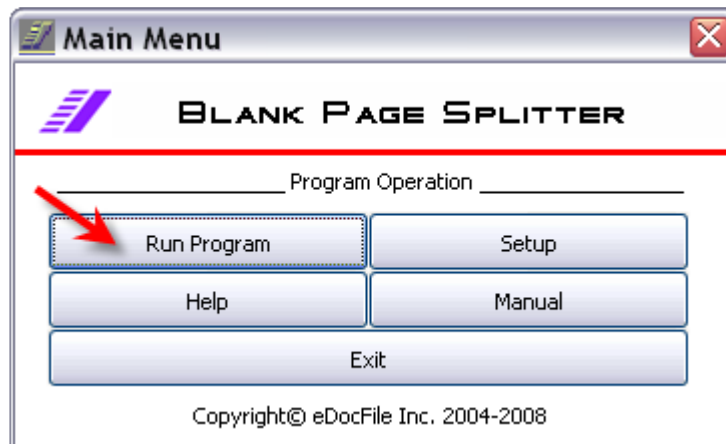 Main Menu
BLANK PAGE SPLITTER
Program Operation
Run Program Setup
Help Manual
Exit
Copyright© eDocFile Inc. 2004-2008